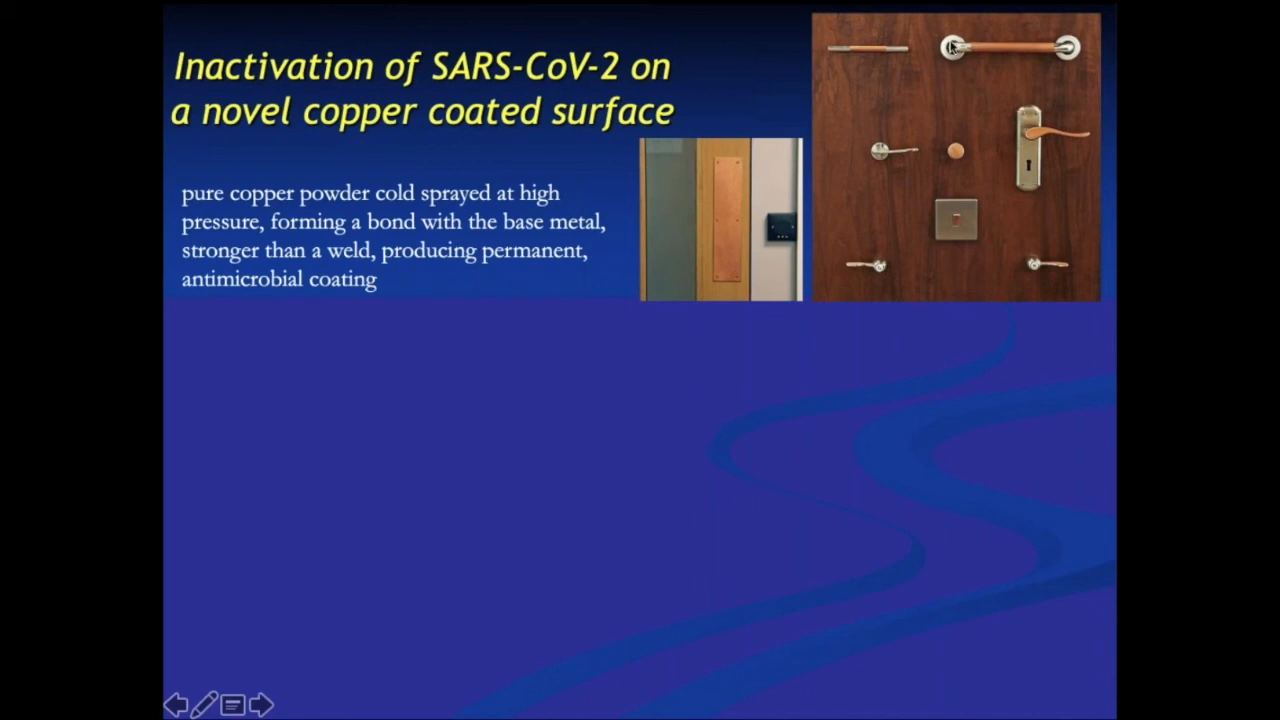 Inactivation of SARS-CoV-2 on
a novel copper coated surface
pure copper powder cold sprayed at high
pressure, forming a bond with the base metal,
stronger than a weld, producing permanent,
antimicrobial coating